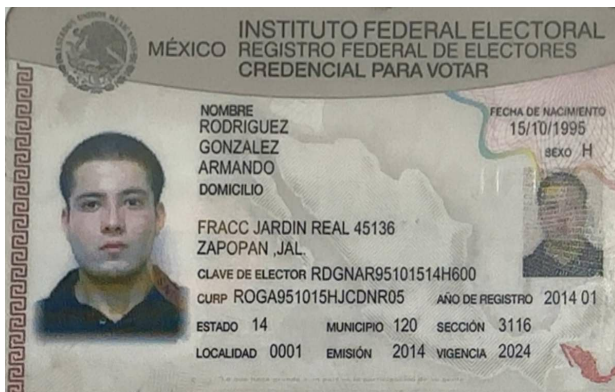 INSTITUTO FEDERAL ELECTORAL
MÉXICO REGISTRO FEDERAL DE ELECTORES
CREDENCIAL PARA VOTAR
NOMBRE
RODRIGUEZ
GONZALEZ
ARMANDO
FECHA DE NACIMIENTO
15/10/1995
SEXO H
DOMICILIO
FRACC JARDIN REAL 45136
ZAPOPAN ,JAL.
CLAVE DE ELECTOR RDGNAR95101514H600
CURP ROGA951015HJCDNR05 AÑO DE REGISTRO 2014 01
ESTADO 14 MUNICIPIO 120 SECCIÓN 3116
LOCALIDAD 0001 EMISIÓN 2014 VIGENCIA 2024